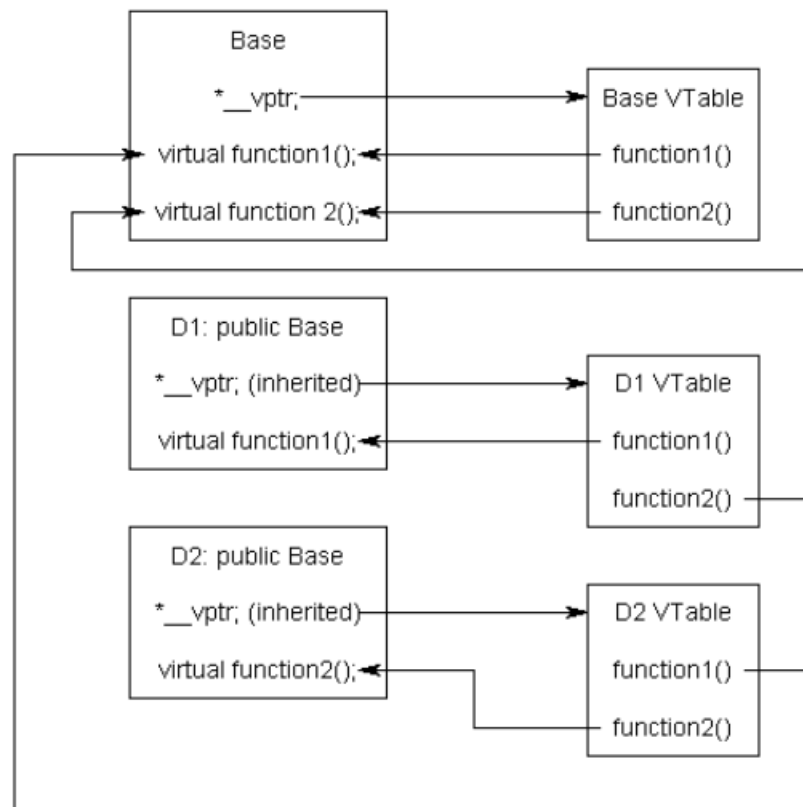 Base
*__vptr;
virtual function1();
virtual function 2();
Base VTable
function1()
function2()
D1: public Base
*__vptr; (inherited)
virtual function1();
D1 VTable
function1()
function2()
D2: public Base
*__vptr; (inherited)
virtual function2();
D2 VTable
function1()
function2()